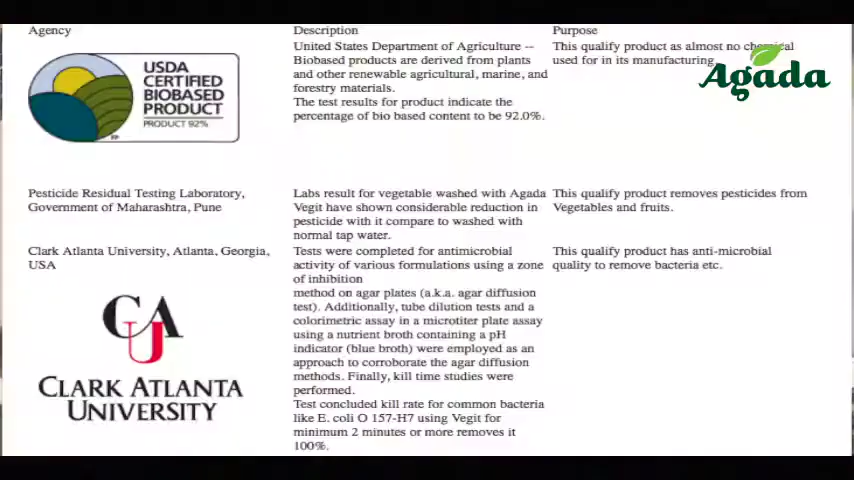 Agency
Description
Purpose
USDA
CERTIFIED
BIOBASED
PRODUCT
PRODUCT 92%
United States Department of Agriculture --
Biobased products are derived from plants
and other renewable agricultural, marine, and
forestry materials.
The test results for product indicate the
percentage of bio based content to be 92.0%.
This qualify product as almost no chemical
used for in its manufacturing.
Agada
Pesticide Residual Testing Laboratory,
Government of Maharashtra, Pune
Labs result for vegetable washed with Agada
Vegit have shown considerable reduction in
pesticide with it compare to washed with
normal tap water.
This qualify product removes pesticides from
Vegetables and fruits.
Clark Atlanta University, Atlanta, Georgia,
USA
CAU
CLARK ATLANTA
UNIVERSITY
Tests were completed for antimicrobial
activity of various formulations using a zone
of inhibition
method on agar plates (a.k.a. agar diffusion
test). Additionally, tube dilution tests and a
colorimetric assay in a microtiter plate assay
using a nutrient broth containing a pH
indicator (blue broth) were employed as an
approach to corroborate the agar diffusion
methods. Finally, kill time studies were
performed.
Test concluded kill rate for common bacteria
like E. coli O 157-H7 using Vegit for
minimum 2 minutes or more removes it
100%.
This qualify product has anti-microbial
quality to remove bacteria etc.